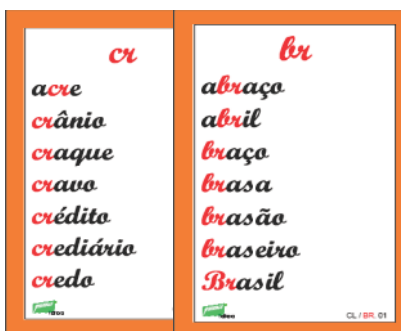 cr
acre
crânio
craque
cravo
crédito
crediário
credo
br
abraço
abril
braço
brasa
brasão
braseiro
Brasil
CL / BR. 01